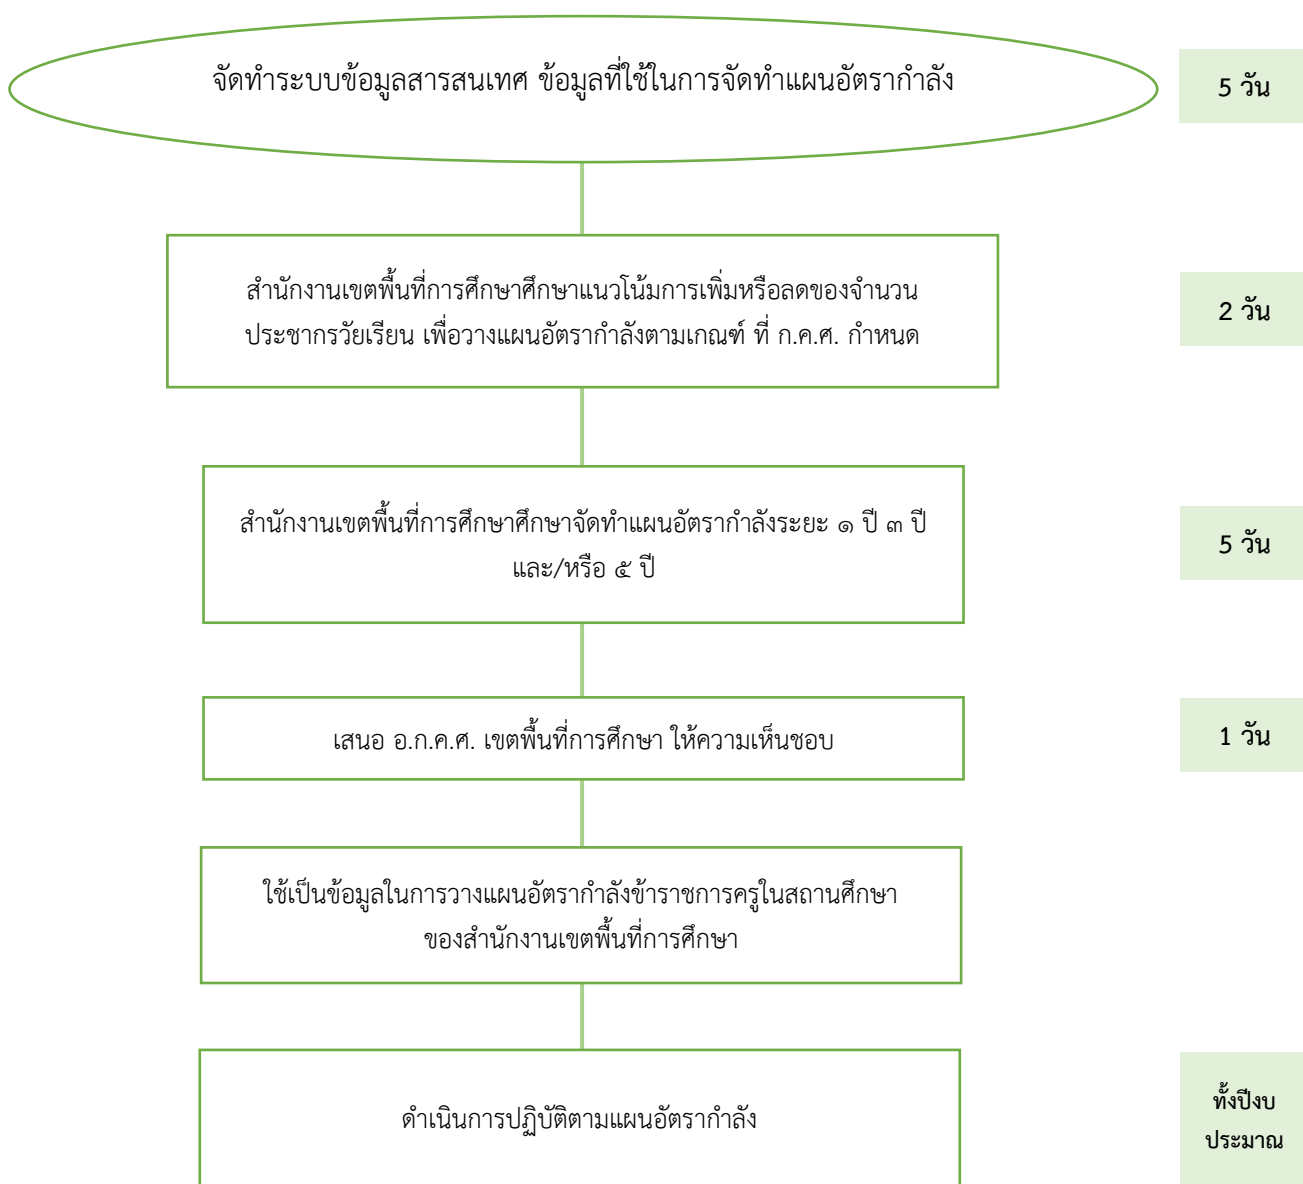 จัดทำระบบข้อมูลสารสนเทศ ข้อมูลที่ใช้ในการจัดทำแผนอัตรากำลัง
5 วัน
สำนักงานเขตพื้นที่การศึกษาศึกษาแนวโน้มการเพิ่มหรือลดของจำนวน
ประชากรวัยเรียน เพื่อวางแผนอัตรากำลังตามเกณฑ์ ที่ ก.ค.ศ. กำหนด
2 วัน
สำนักงานเขตพื้นที่การศึกษาศึกษาจัดทำแผนอัตรากำลังระยะ ๑ ปี ๓ ปี
และ/หรือ ๕ ปี
5 วัน
เสนอ อ.ก.ค.ศ. เขตพื้นที่การศึกษา ให้ความเห็นชอบ
1 วัน
ใช้เป็นข้อมูลในการวางแผนอัตรากำลังข้าราชการครูในสถานศึกษา
ของสำนักงานเขตพื้นที่การศึกษา
ดำเนินการปฏิบัติตามแผนอัตรากำลัง
ทั้งปีงบ
ประมาณ